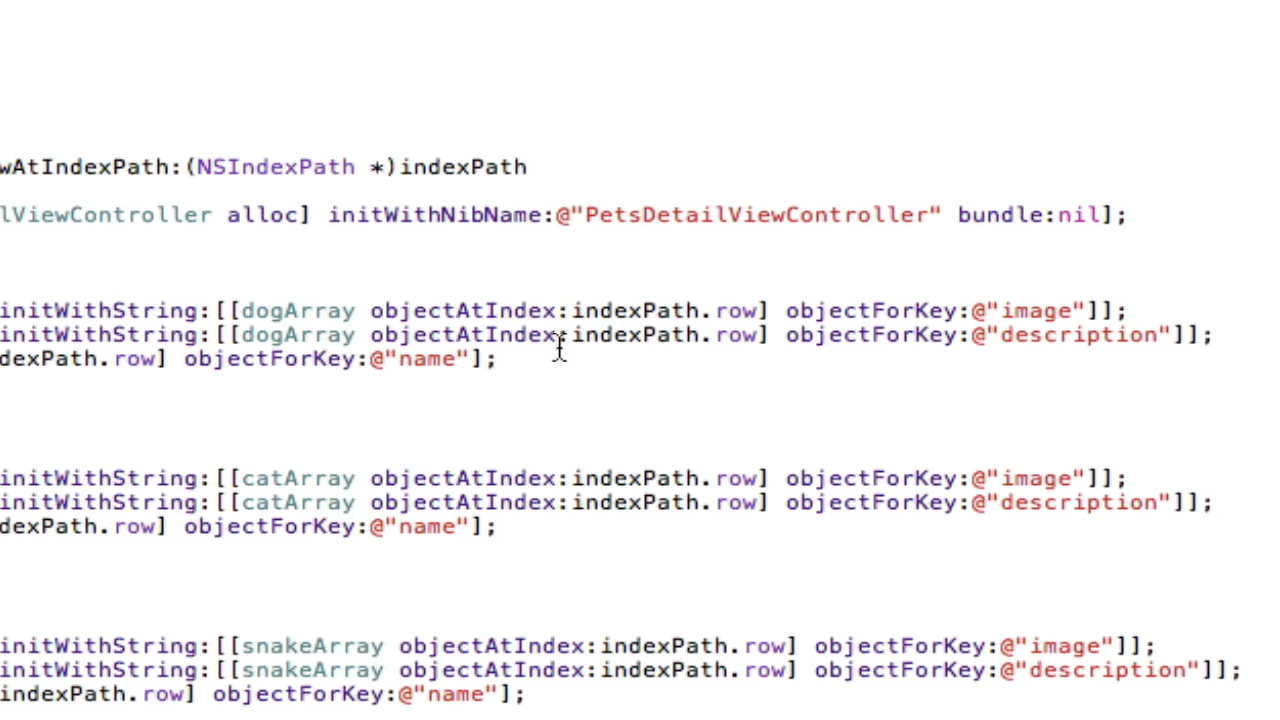 wAtIndexPath:(NSIndexPath *)indexPath
lViewController alloc] initWithNibName:@"PetsDetailViewController" bundle:nil];
initWithString:[[dogArray objectAtIndex:indexPath.row] objectForKey:@"image"]];
initWithString:[[dogArray objectAtIndex:indexPath.row] objectForKey:@"description"]];
dexPath.row] objectForKey:@"name"];
initWithString:[[catArray objectAtIndex:indexPath.row] objectForKey:@"image"]];
initWithString:[[catArray objectAtIndex:indexPath.row] objectForKey:@"description"]];
dexPath.row] objectForKey:@"name"];
initWithString:[[snakeArray objectAtIndex:indexPath.row] objectForKey:@"image"]];
initWithString:[[snakeArray objectAtIndex:indexPath.row] objectForKey:@"description"]];
indexPath.row] objectForKey:@"name"];